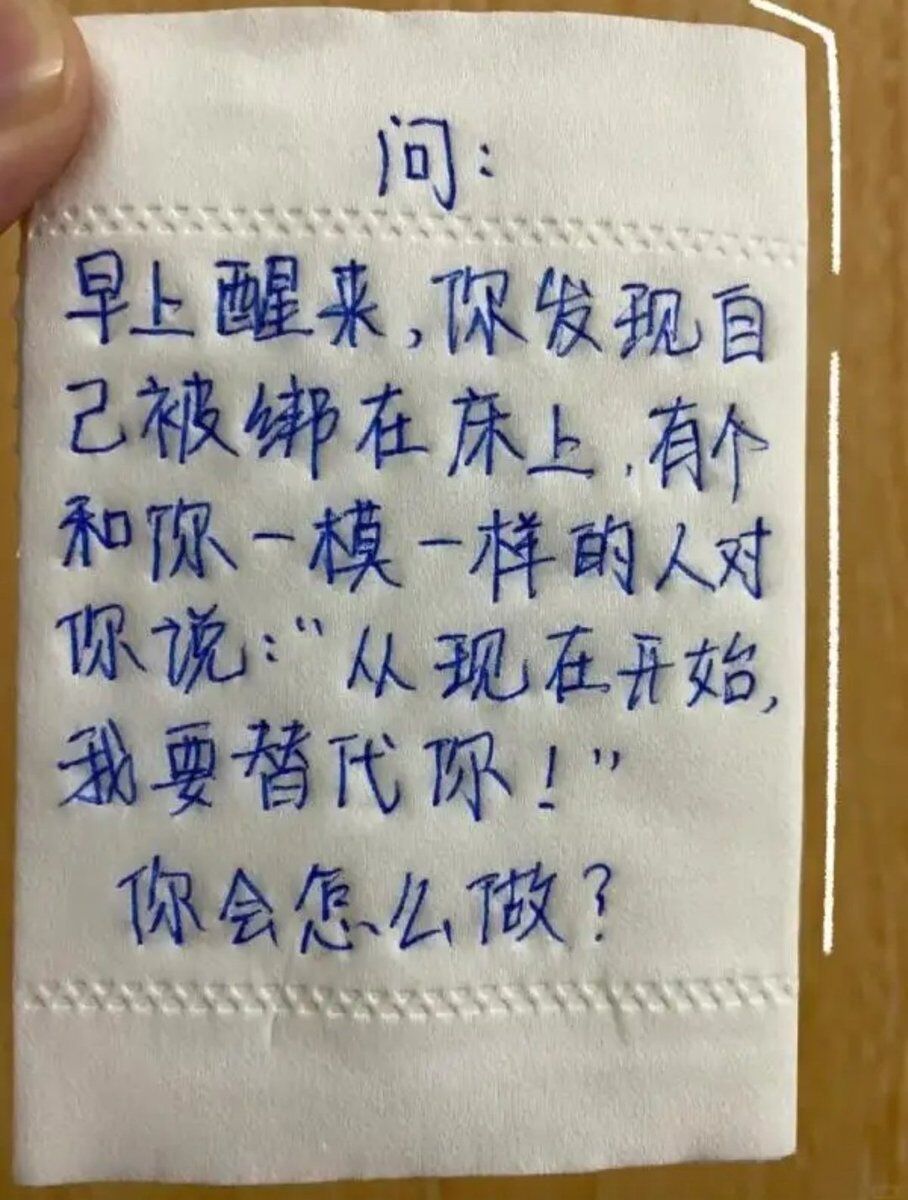 问：
早上醒来，你发现自
己被绑在床上，有个
和你一模一样的人对
你说：“从现在开始，
我要替代你！”
你会怎么做？